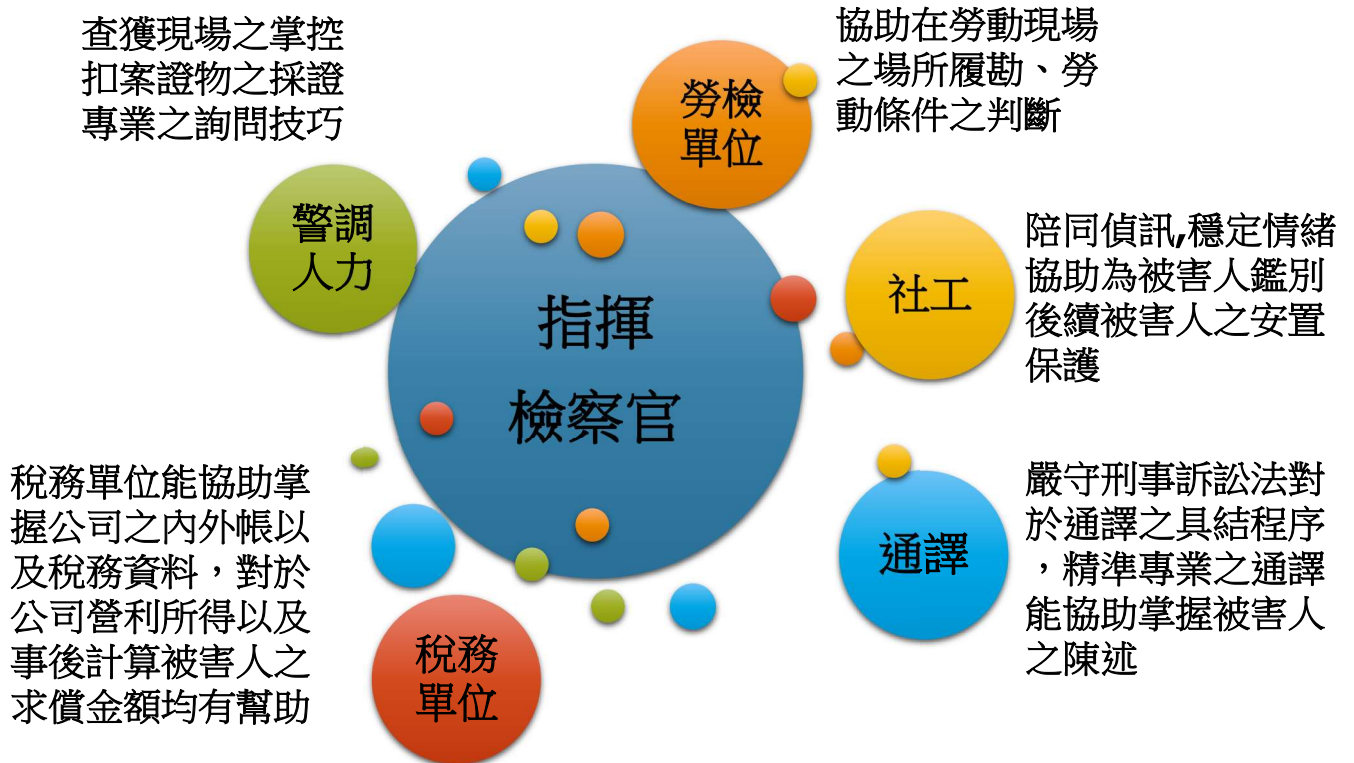 查獲現場之掌控
扣案證物之採證
專業之詢問技巧
警調
人力
勞檢
單位
協助在勞動現場
之場所履勘、勞
動條件之判斷
指揮
檢察官
社工
陪同偵訊,穩定情緒
協助為被害人鑑別
後續被害人之安置
保護
通譯
嚴守刑事訴訟法對
於通譯之具結程序
，精準專業之通譯
能協助掌握被害人
之陳述
稅務單位能協助掌
握公司之內外帳以
及稅務資料，對於
公司營利所得以及
事後計算被害人之
求償金額均有幫助
稅務
單位